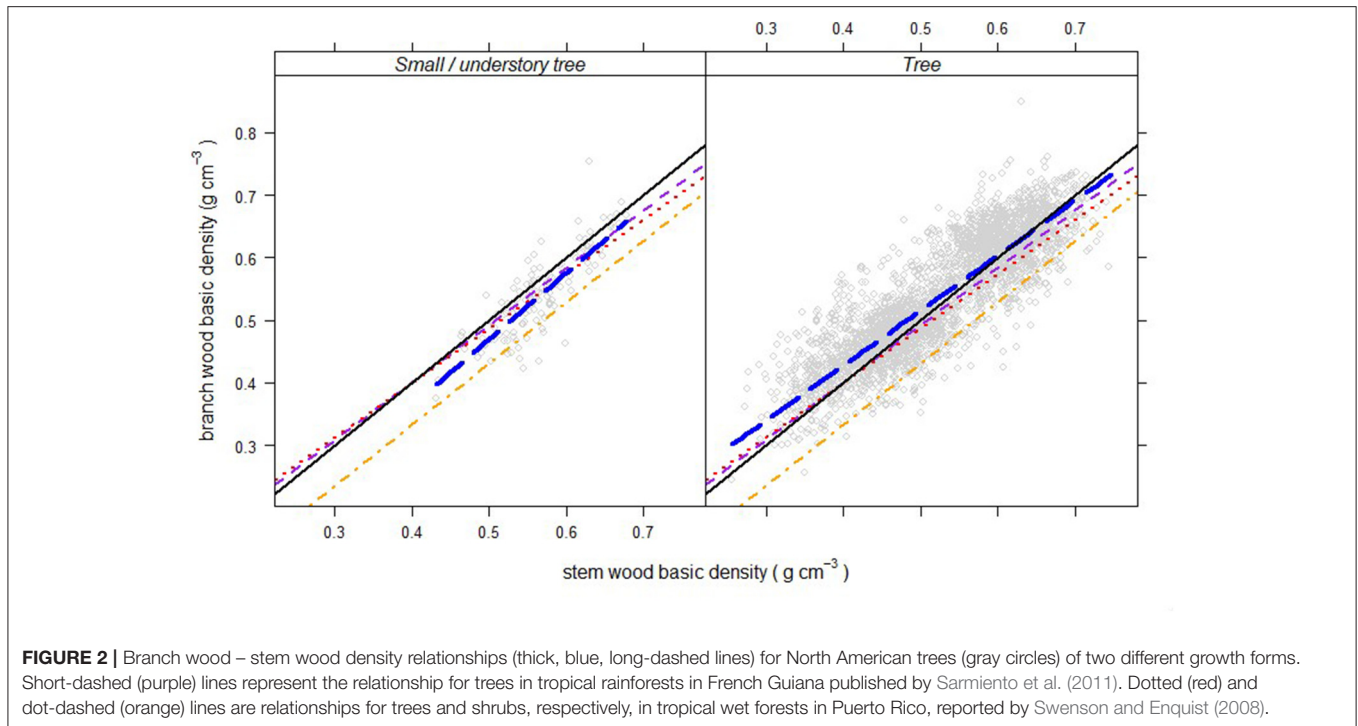 0.3 0.4 0.5 0.6 0.7
Small / understory tree
Tree
branch wood basic density (g cm⁻³)
0.8
0.7
0.6
0.5
0.4
0.3
0.3 0.4 0.5 0.6 0.7
stem wood basic density ( g cm⁻³ )
FIGURE 2 | Branch wood – stem wood density relationships (thick, blue, long-dashed lines) for North American trees (gray circles) of two different growth forms.
Short-dashed (purple) lines represent the relationship for trees in tropical rainforests in French Guiana published by Sarmiento et al. (2011). Dotted (red) and
dot-dashed (orange) lines are relationships for trees and shrubs, respectively, in tropical wet forests in Puerto Rico, reported by Swenson and Enquist (2008).